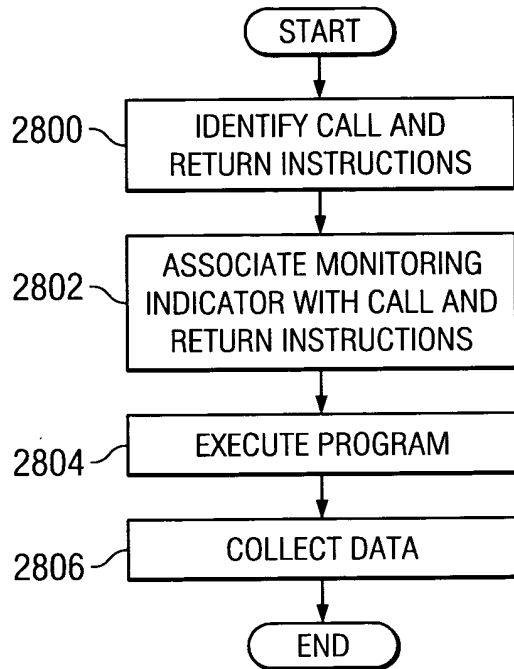 START
2800
IDENTIFY CALL AND
RETURN INSTRUCTIONS
2802
ASSOCIATE MONITORING
INDICATOR WITH CALL AND
RETURN INSTRUCTIONS
2804
EXECUTE PROGRAM
2806
COLLECT DATA
END